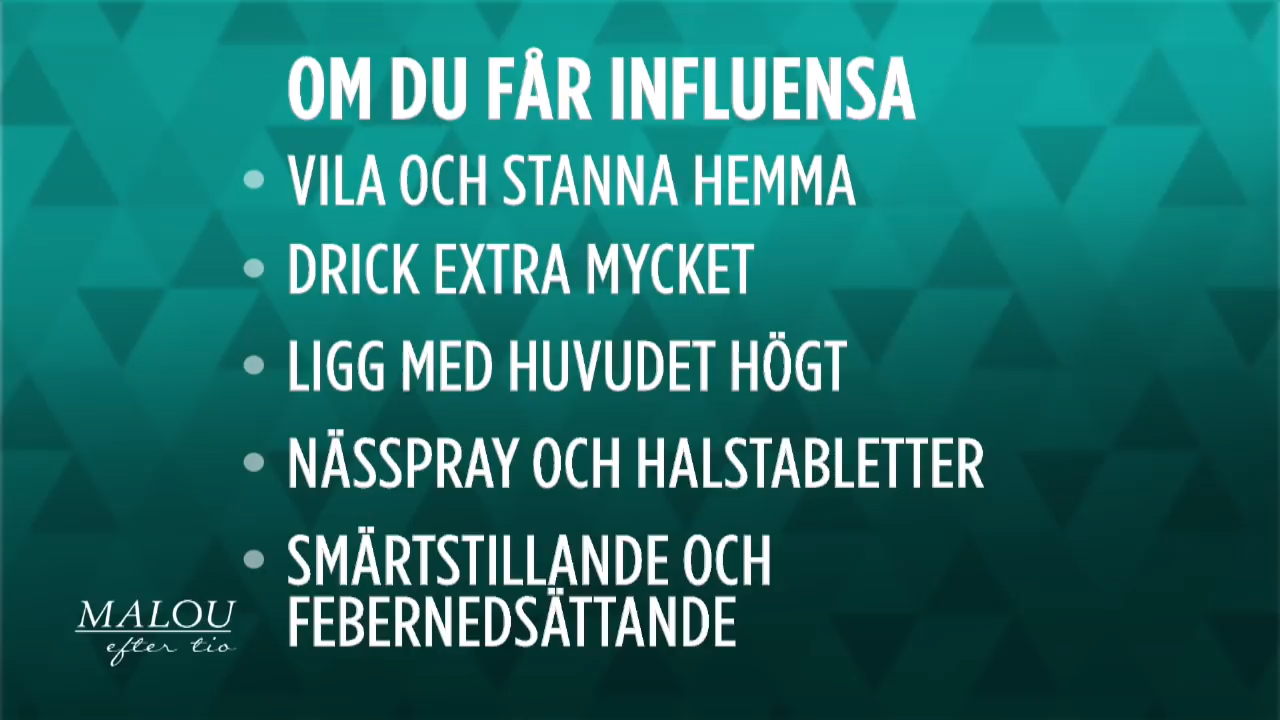 OM DU FÅR INFLUENSA
• VILA OCH STANNA HEMMA
• DRICK EXTRA MYCKET
• LIGG MED HUVUDET HÖGT
• NÄSSPRAY OCH HALSTABLETTER
• SMÄRTSTILLANDE OCH
FEBERNEDSÄTTANDE
MALOU
efter tio